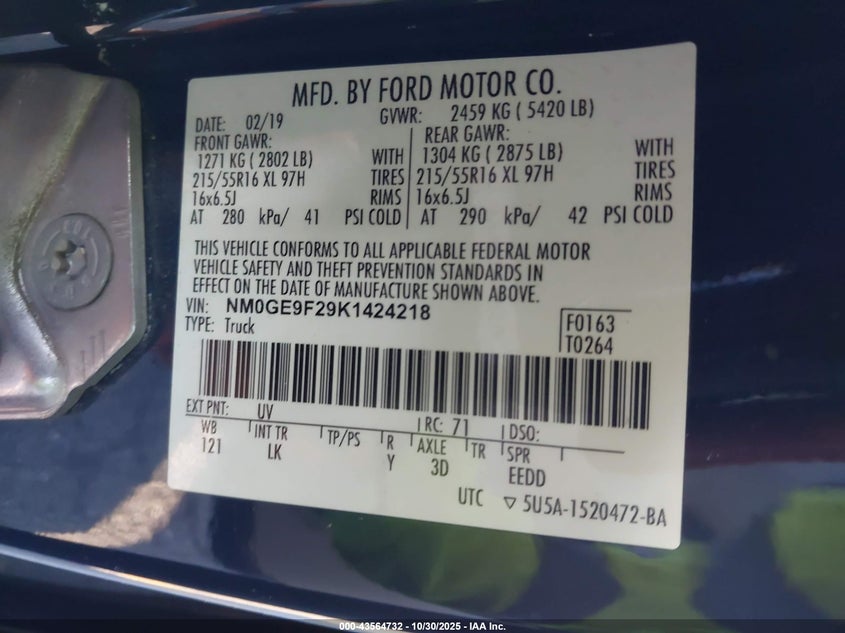 MFD. BY FORD MOTOR CO.
DATE: 02/19 GVWR: 2459 KG ( 5420 LB)
FRONT GAWR: REAR GAWR:
1271 KG ( 2802 LB) WITH 1304 KG ( 2875 LB) WITH
215/55R16 XL 97H TIRES 215/55R16 XL 97H TIRES
16x6.5J RIMS 16x6.5J RIMS
AT 280 kPa/ 41 PSI COLD AT 290 kPa/ 42 PSI COLD
THIS VEHICLE CONFORMS TO ALL APPLICABLE FEDERAL MOTOR
VEHICLE SAFETY AND THEFT PREVENTION STANDARDS IN
EFFECT ON THE DATE OF MANUFACTURE SHOWN ABOVE.
VIN: NM0GE9F29K1424218
TYPE: Truck
F0163
T0264
EXT PNT: UV RC: 71 DSO:
WB INT TR TP/PS R AXLE TR SPR
121 LK Y 3D EEDD
UTC ▽ 5U5A-1520472-BA
000-43564732 - 10/30/2025 - IAA Inc.